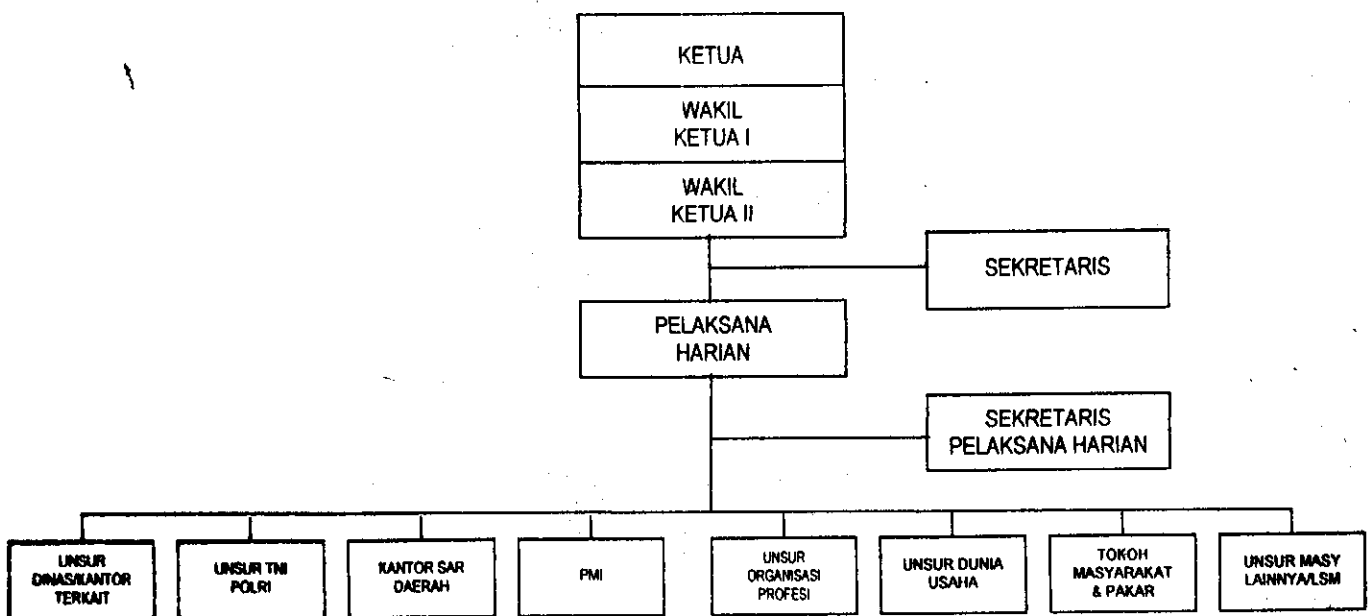 KETUA
WAKIL
KETUA I
WAKIL
KETUA II
SEKRETARIS
PELAKSANA
HARIAN
SEKRETARIS
PELAKSANA HARIAN
UNSUR
DINAS/KANTOR
TERKAIT
UNSUR TNI
POLRI
KANTOR SAR
DAERAH
PMI
UNSUR
ORGANISASI
PROFESI
UNSUR DUNIA
USAHA
TOKOH
MASYARAKAT
& PAKAR
UNSUR MASY
LAINNYA/LSM